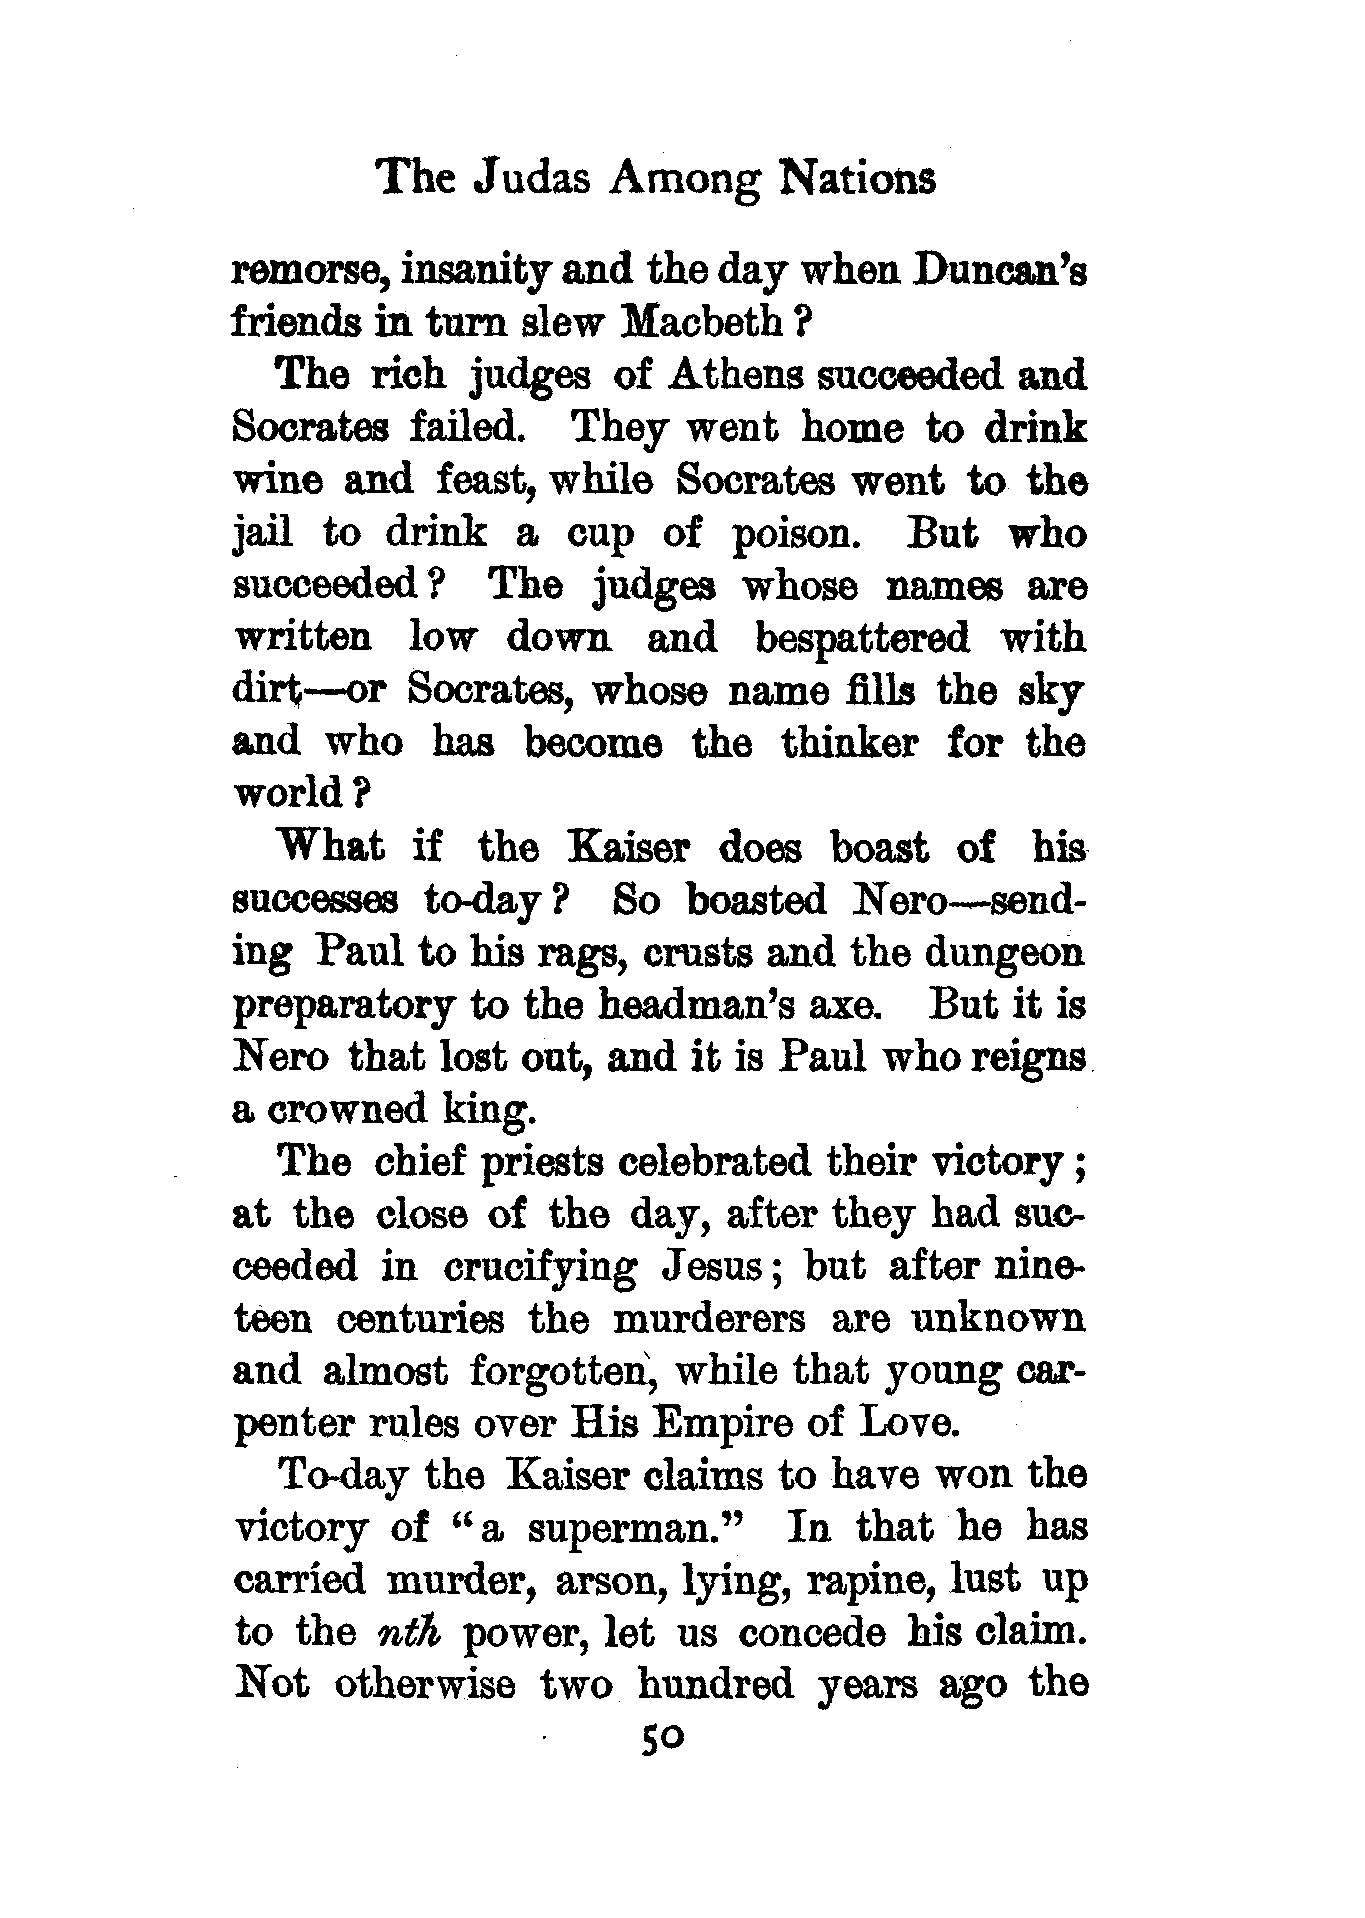 The Judas Among Nations
remorse, insanity and the day when Duncan's
friends in turn slew Macbeth ?
The rich judges of Athens succeeded and
Socrates failed. They went home to drink
wine and feast, while Socrates went to the
jail to drink a cup of poison. But who
succeeded ? The judges whose names are
written low down and bespattered with
dirt—or Socrates, whose name fills the sky
and who has become the thinker for the
world ?
What if the Kaiser does boast of his
successes to-day ? So boasted Nero—send-
ing Paul to his rags, crusts and the dungeon
preparatory to the headman's axe. But it is
Nero that lost out, and it is Paul who reigns
a crowned king.
The chief priests celebrated their victory ;
at the close of the day, after they had suc-
ceeded in crucifying Jesus ; but after nine-
teen centuries the murderers are unknown
and almost forgotten, while that young car-
penter rules over His Empire of Love.
To-day the Kaiser claims to have won the
victory of "a superman." In that he has
carried murder, arson, lying, rapine, lust up
to the nth power, let us concede his claim.
Not otherwise two hundred years ago the
50